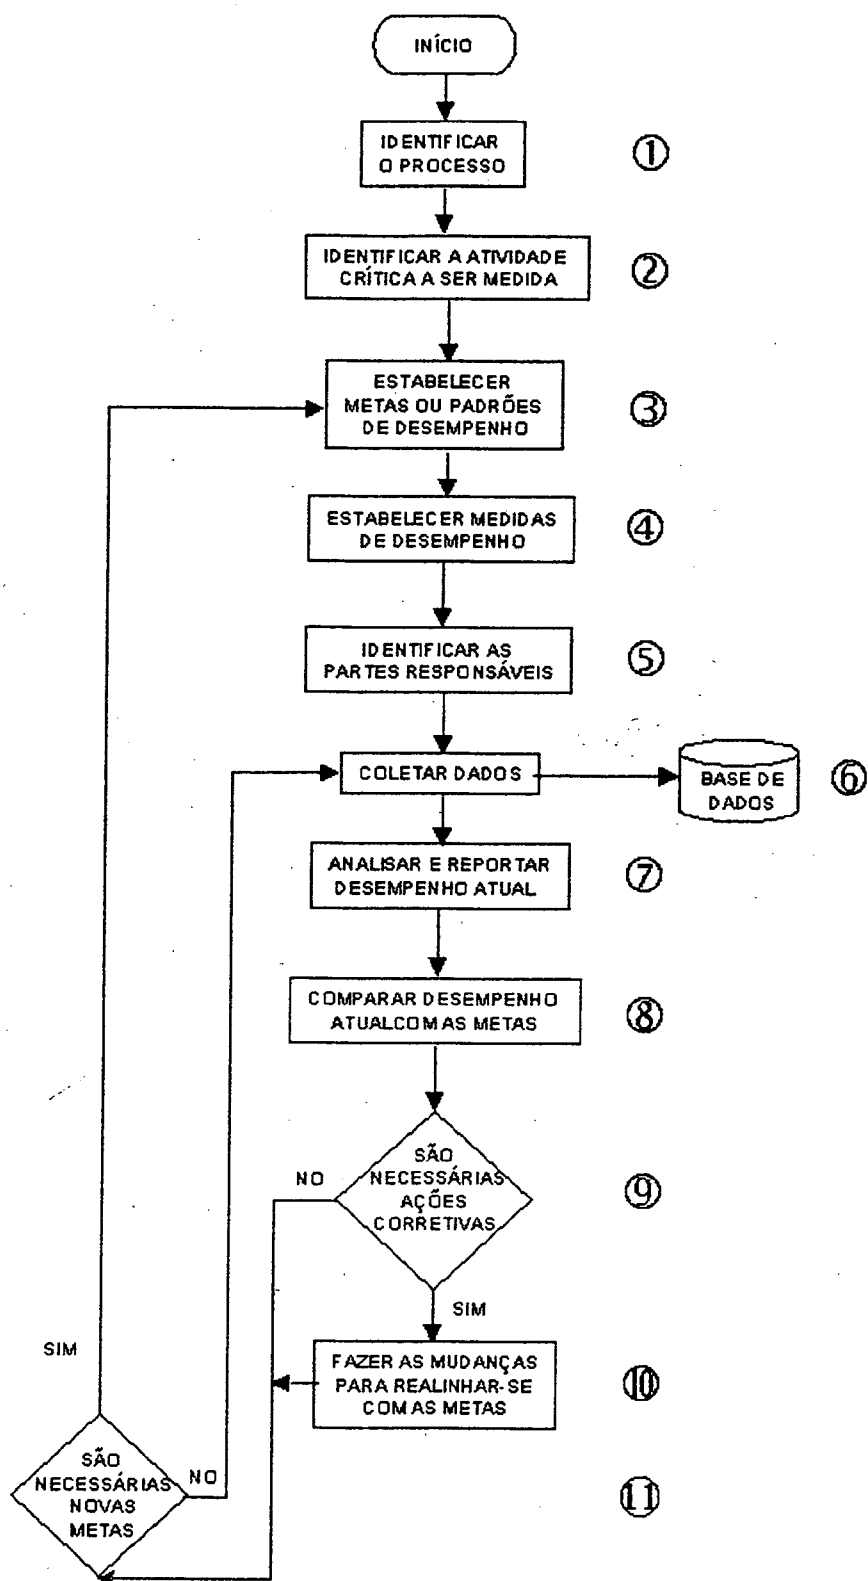 INÍCIO
IDENTIFICAR
O PROCESSO
①
IDENTIFICAR A ATIVIDADE
CRÍTICA A SER MEDIDA
②
ESTABELECER
METAS OU PADRÕES
DE DESEMPENHO
③
ESTABELECER MEDIDAS
DE DESEMPENHO
④
IDENTIFICAR AS
PARTES RESPONSÁVEIS
⑤
COLETAR DADOS
BASE DE
DADOS
⑥
ANALISAR E REPORTAR
DESEMPENHO ATUAL
⑦
COMPARAR DESEMPENHO
ATUALCOM AS METAS
⑧
SÃO
NECESSÁRIAS
AÇÕES
CORRETIVAS
NO
⑨
SIM
SIM
FAZER AS MUDANÇAS
PARA REALINHAR-SE
COM AS METAS
⑩
SÃO
NECESSÁRIAS
NOVAS
METAS
NO
⑪